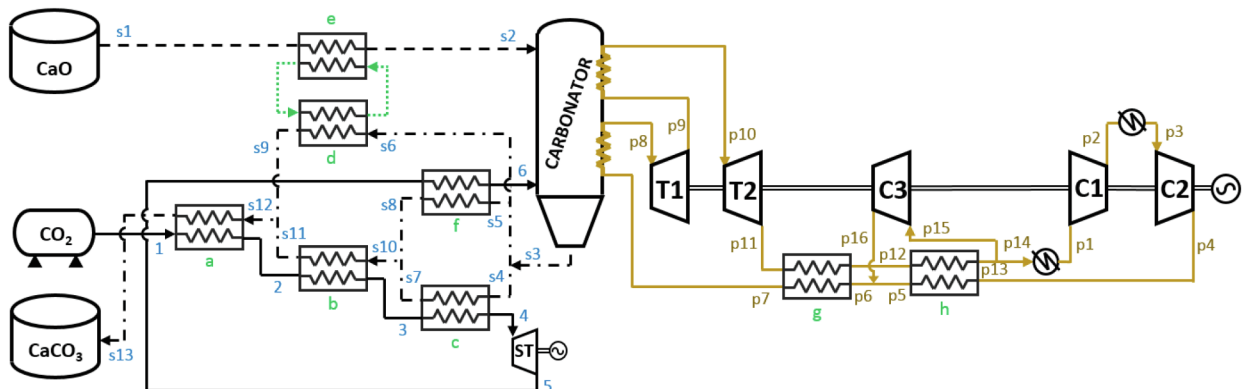 e
s1
s2
CaO
CARBONATOR
s9
s6
d
p8
p9
p10
p2
p3
6
T1
T2
C3
C1
C2
s8
s5
f
s12
CO2
1
a
s11
s10
s3
s7
s4
2
b
3
c
4
ST
5
CaCO3
s13
p11
p16
p12
p15
p14
p1
p4
p13
p7
p6
p5
g
h